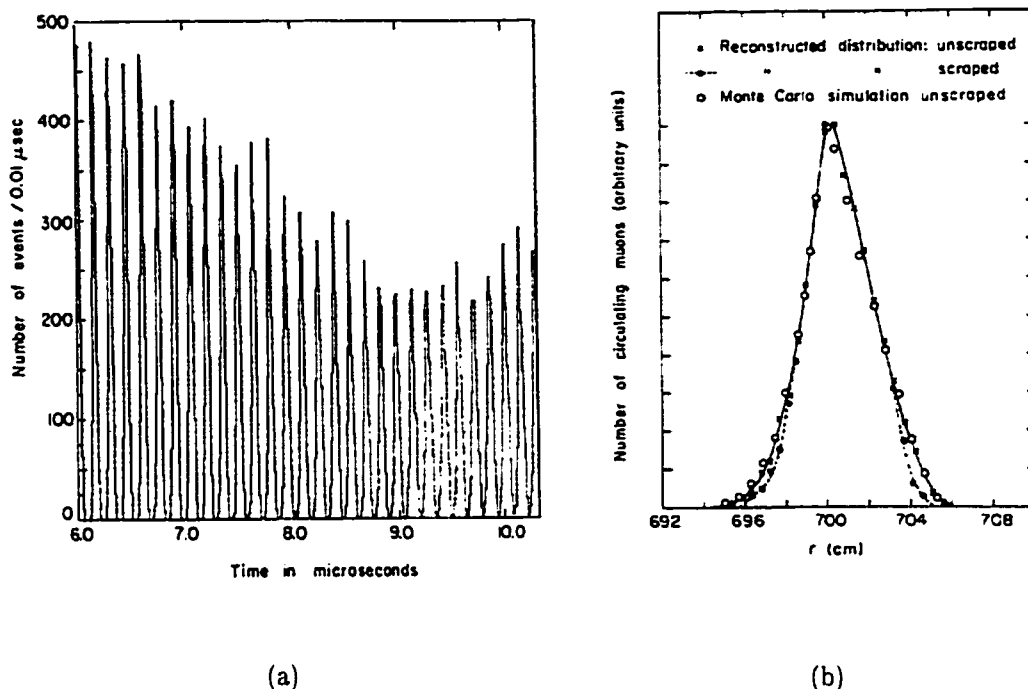 500
400
300
200
100
0
Number of events / 0.01 μsec
6.0 7.0 8.0 9.0 10.0
Time in microseconds
(a)
Reconstructed distribution: unscraped
" " scraped
Monte Carlo simulation unscraped
Number of circulating muons (arbitrary units)
692 696 700 704 708
r (cm)
(b)